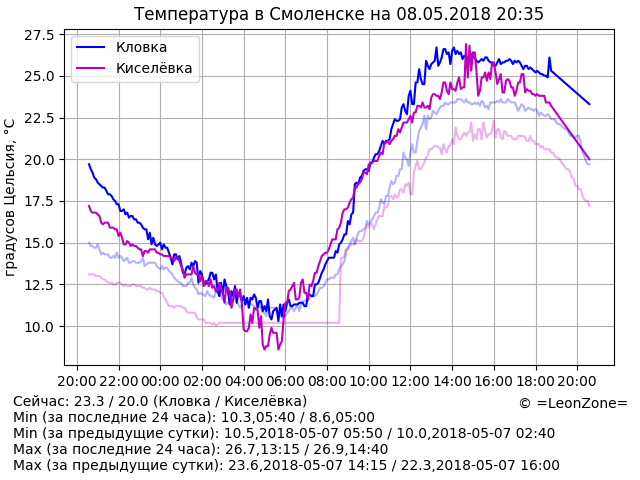 Температура в Смоленске на 08.05.2018 20:35
градусов Цельсия, °C
27.5
25.0
22.5
20.0
17.5
15.0
12.5
10.0
Кловка
Киселёвка
20:00 22:00 00:00 02:00 04:00 06:00 08:00 10:00 12:00 14:00 16:00 18:00 20:00
Сейчас: 23.3 / 20.0 (Кловка / Киселёвка)
© =LeonZone=
Min (за последние 24 часа): 10.3,05:40 / 8.6,05:00
Min (за предыдущие сутки): 10.5,2018-05-07 05:50 / 10.0,2018-05-07 02:40
Max (за последние 24 часа): 26.7,13:15 / 26.9,14:40
Max (за предыдущие сутки): 23.6,2018-05-07 14:15 / 22.3,2018-05-07 16:00